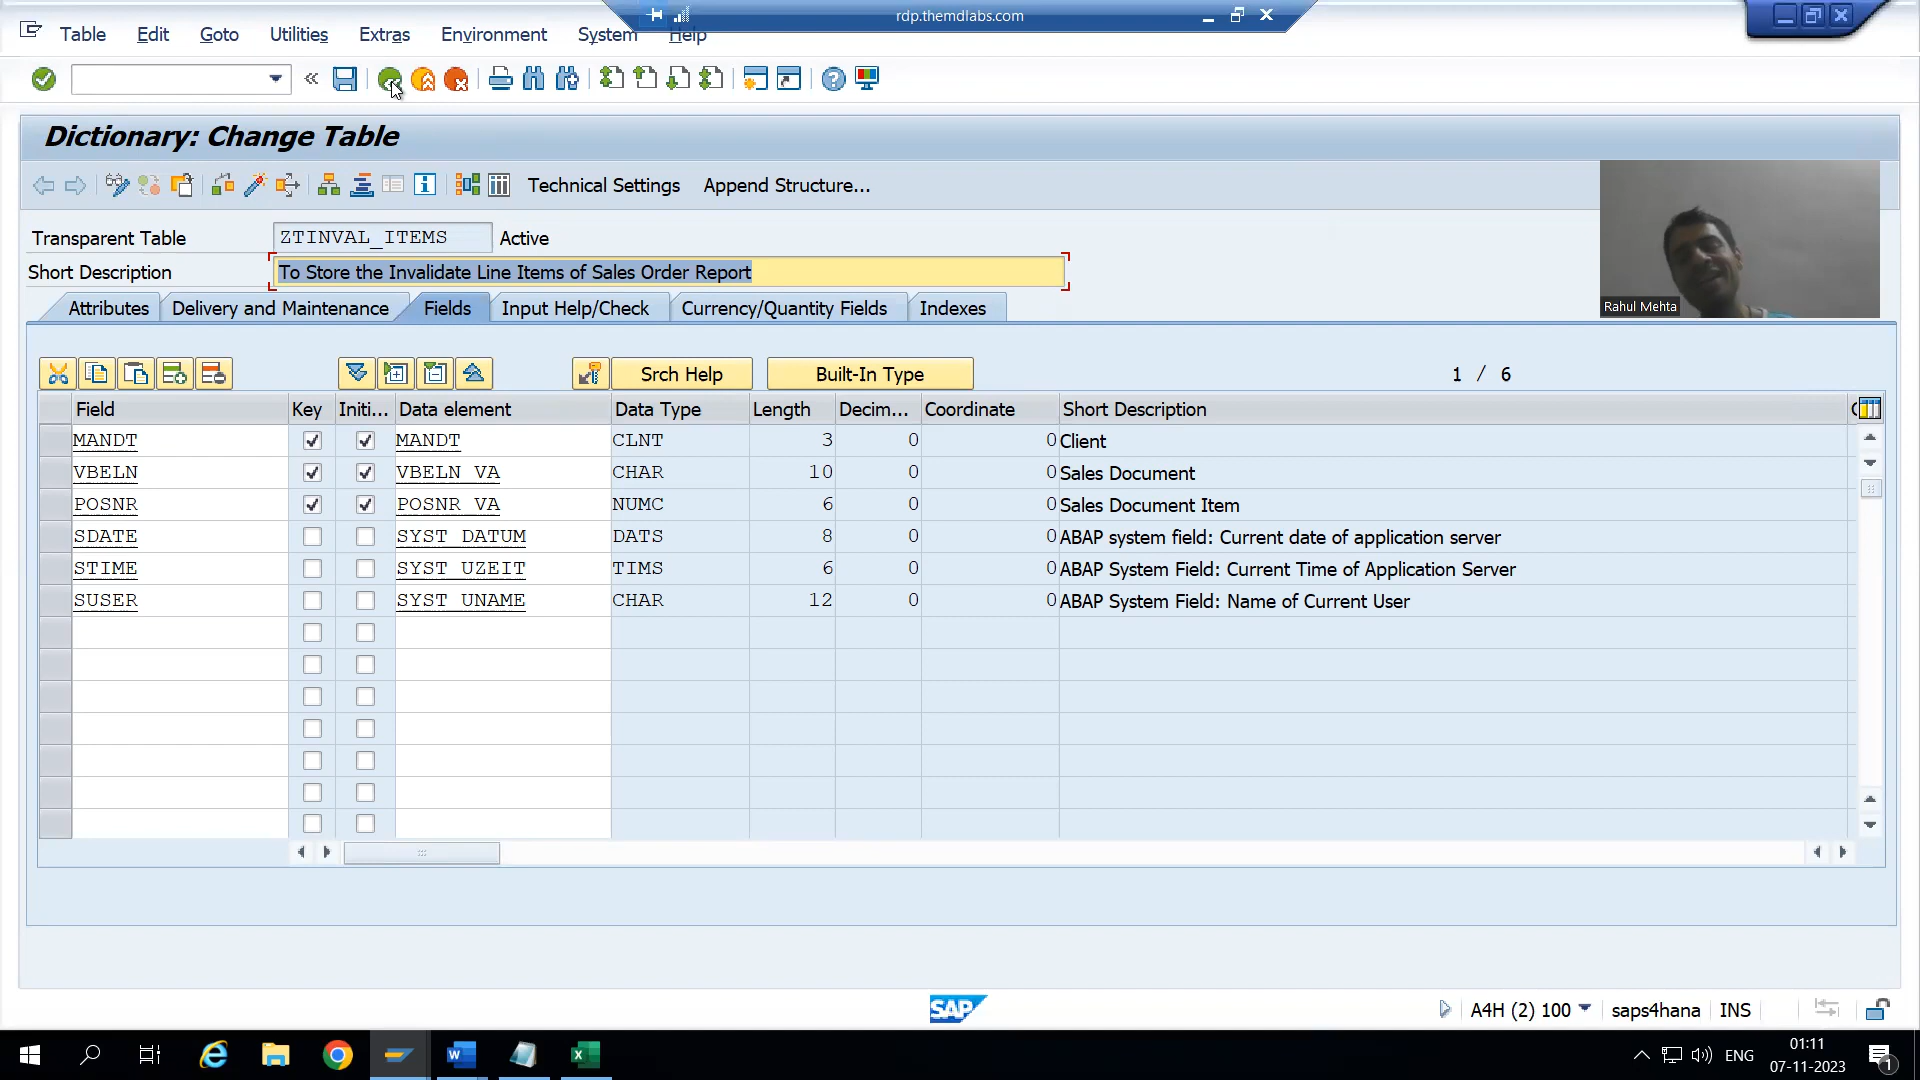 rdp.themdlabs.com
Table Edit Goto Utilities Extras Environment System Help
Dictionary: Change Table
Technical Settings Append Structure...
Transparent Table ZTINVAL_ITEMS Active
Short Description To Store the Invalidate Line Items of Sales Order Report
Rahul Mehta
Attributes Delivery and Maintenance Fields Input Help/Check Currency/Quantity Fields Indexes
Srch Help Built-In Type 1 / 6
Field Key Initi... Data element Data Type Length Decim... Coordinate Short Description
MANDT MANDT CLNT 3 0 0 Client
VBELN VBELN_VA CHAR 10 0 0 Sales Document
POSNR POSNR_VA NUMC 6 0 0 Sales Document Item
SDATE SYST_DATUM DATS 8 0 0 ABAP system field: Current date of application server
STIME SYST_UZEIT TIMS 6 0 0 ABAP System Field: Current Time of Application Server
SUSER SYST_UNAME CHAR 12 0 0 ABAP System Field: Name of Current User
SAP A4H (2) 100 saps4hana INS
ENG 01:11
07-11-2023 1